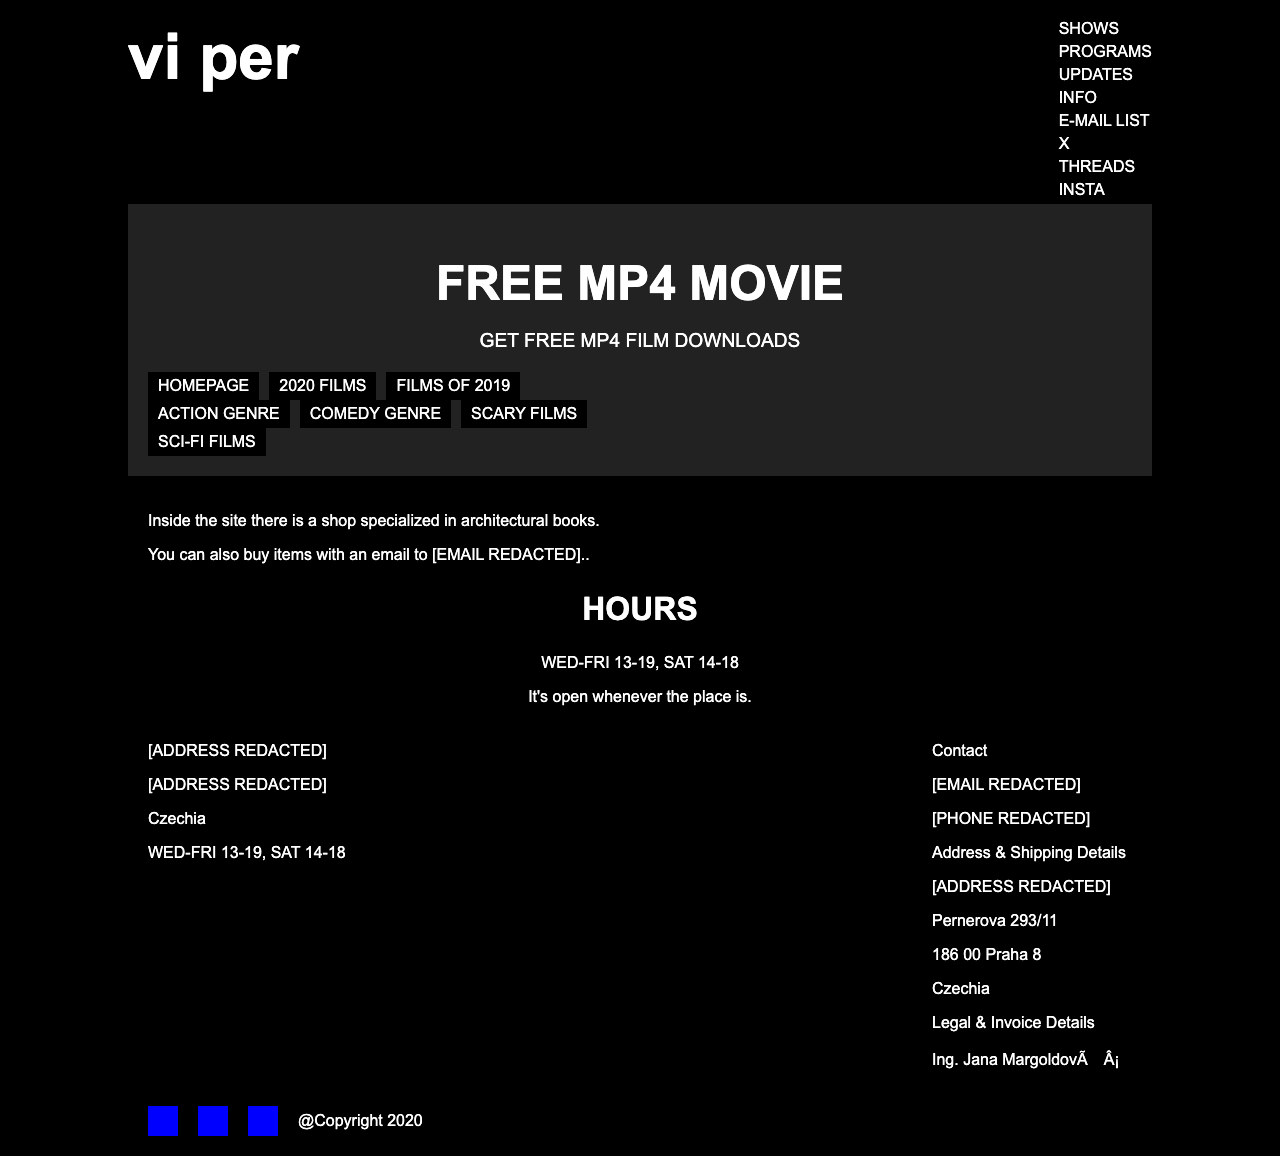 vi per
SHOWS
PROGRAMS
UPDATES
INFO
E-MAIL LIST
X
THREADS
INSTA
FREE MP4 MOVIE
GET FREE MP4 FILM DOWNLOADS
HOMEPAGE 2020 FILMS FILMS OF 2019
ACTION GENRE COMEDY GENRE SCARY FILMS
SCI-FI FILMS
Inside the site there is a shop specialized in architectural books.
You can also buy items with an email to [EMAIL REDACTED]..
HOURS
WED-FRI 13-19, SAT 14-18
It's open whenever the place is.
[ADDRESS REDACTED]
[ADDRESS REDACTED]
Czechia
WED-FRI 13-19, SAT 14-18
Contact
[EMAIL REDACTED]
[PHONE REDACTED]
Address & Shipping Details
[ADDRESS REDACTED]
Pernerova 293/11
186 00 Praha 8
Czechia
Legal & Invoice Details
Ing. Jana MargoldovÃ Â¡
@Copyright 2020